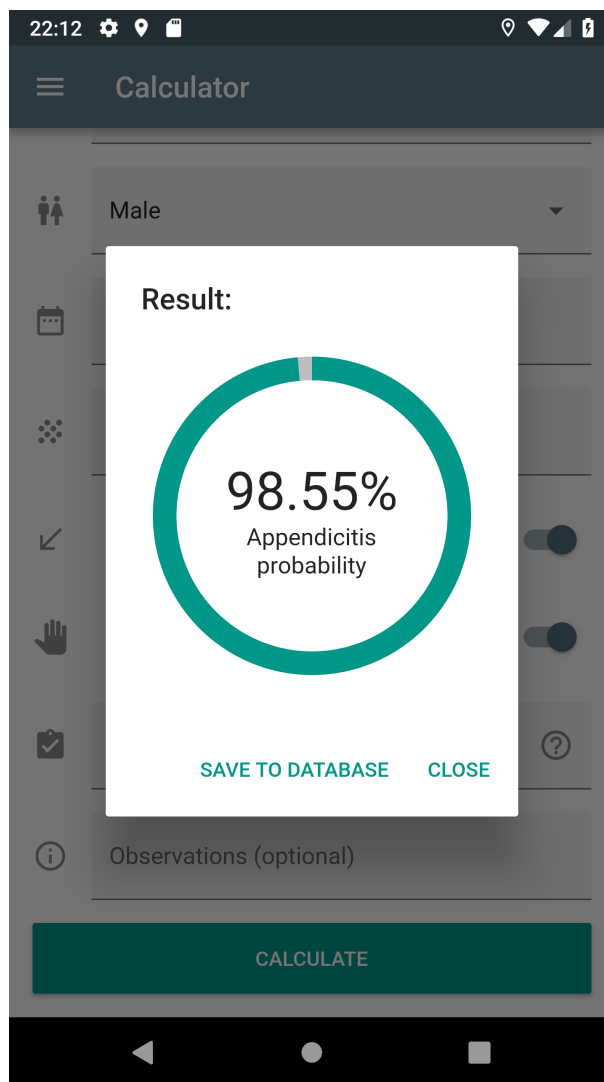 22:12
Calculator
Male
Result:
98.55%
Appendicitis
probability
SAVE TO DATABASE CLOSE
Observations (optional)
CALCULATE